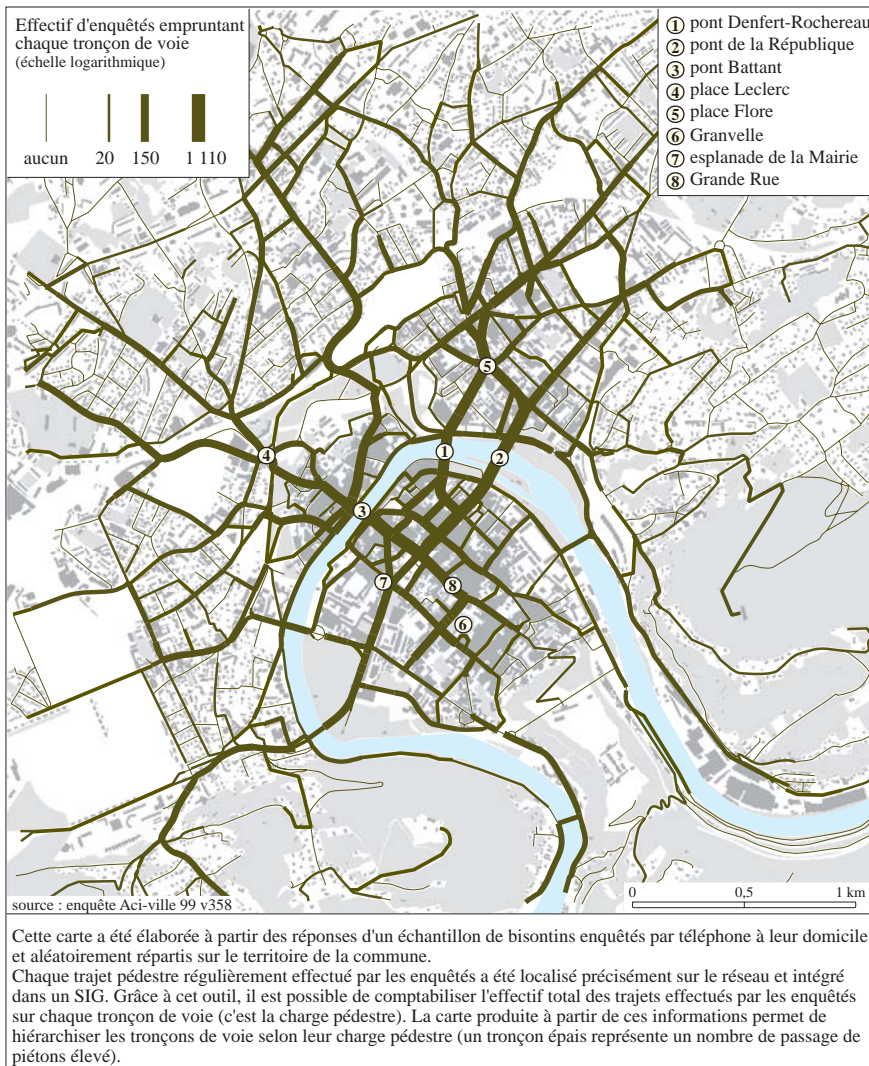 Effectif d'enquêtés empruntant
chaque tronçon de voie
(échelle logarithmique)
aucun 20 150 1 110
1 pont Denfert-Rochereau
2 pont de la République
3 pont Battant
4 place Leclerc
5 place Flore
6 Granvelle
7 esplanade de la Mairie
8 Grande Rue
5
1
2
4
3
7
8
6
source : enquête Aci-ville 99 v358
0 0,5 1 km
Cette carte a été élaborée à partir des réponses d'un échantillon de bisontins enquêtés par téléphone à leur domicile
et aléatoirement répartis sur le territoire de la commune.
Chaque trajet pédestre régulièrement effectué par les enquêtés a été localisé précisément sur le réseau et intégré
dans un SIG. Grâce à cet outil, il est possible de comptabiliser l'effectif total des trajets effectués par les enquêtés
sur chaque tronçon de voie (c'est la charge pédestre). La carte produite à partir de ces informations permet de
hiérarchiser les tronçons de voie selon leur charge pédestre (un tronçon épais représente un nombre de passage de
piétons élevé).